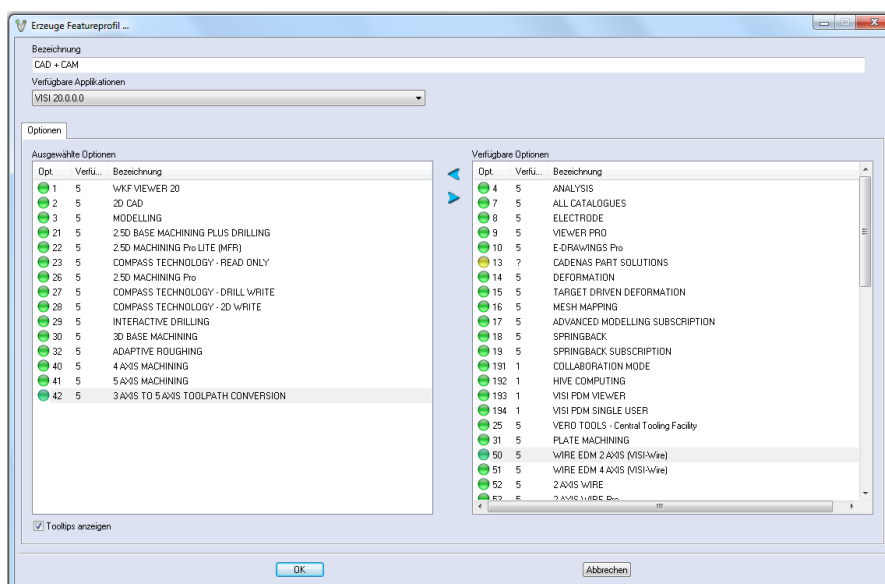 Erzeuge Featureprofil ...
Bezeichnung
CAD + CAM
Verfügbare Applikationen
VISI 20.0.0.0
Optionen
Ausgewählte Optionen
Opt. Verfü... Bezeichnung
1 5 WKF VIEWER 20
2 5 2D CAD
3 5 MODELLING
21 5 2.5D BASE MACHINING PLUS DRILLING
22 5 2.5D MACHINING Pro LITE (MFR)
23 5 COMPASS TECHNOLOGY - READ ONLY
26 5 2.5D MACHINING Pro
27 5 COMPASS TECHNOLOGY - DRILL WRITE
28 5 COMPASS TECHNOLOGY - 2D WRITE
29 5 INTERACTIVE DRILLING
30 5 3D BASE MACHINING
32 5 ADAPTIVE ROUGHING
40 5 4 AXIS MACHINING
41 5 5 AXIS MACHINING
42 5 3 AXIS TO 5 AXIS TOOLPATH CONVERSION
Verfügbare Optionen
Opt. Verfü... Bezeichnung
4 5 ANALYSIS
7 5 ALL CATALOGUES
8 5 ELECTRODE
9 5 VIEWER PRO
10 5 E-DRAWINGS Pro
13 ? CADENAS PART SOLUTIONS
14 5 DEFORMATION
15 5 TARGET DRIVEN DEFORMATION
16 5 MESH MAPPING
17 5 ADVANCED MODELLING SUBSCRIPTION
18 5 SPRINGBACK
19 5 SPRINGBACK SUBSCRIPTION
191 1 COLLABORATION MODE
192 1 HIVE COMPUTING
193 1 VISI PDM VIEWER
194 1 VISI PDM SINGLE USER
25 5 VERO TOOLS - Central Tooling Facility
31 5 PLATE MACHINING
50 5 WIRE EDM 2 AXIS (VISI-Wire)
51 5 WIRE EDM 4 AXIS (VISI-Wire)
52 5 2 AXIS WIRE
53 5 2 AXIS WIRE Pro
Tooltips anzeigen
OK
Abbrechen